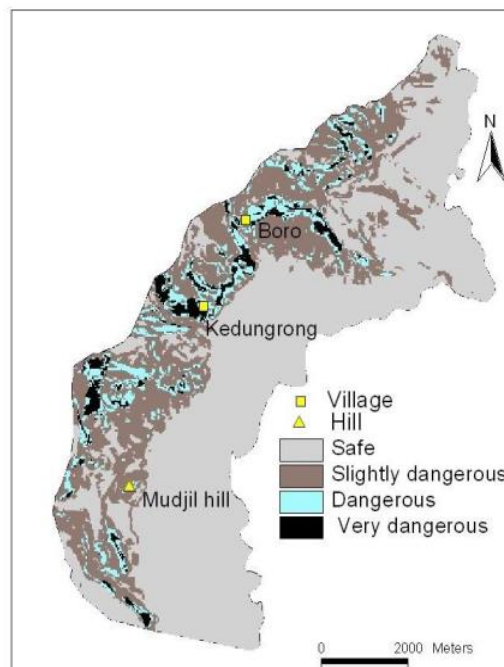 N
Boro
Kedungrong
Mudjil hill
Village
Hill
Safe
Slightly dangerous
Dangerous
Very dangerous
0 2000 Meters